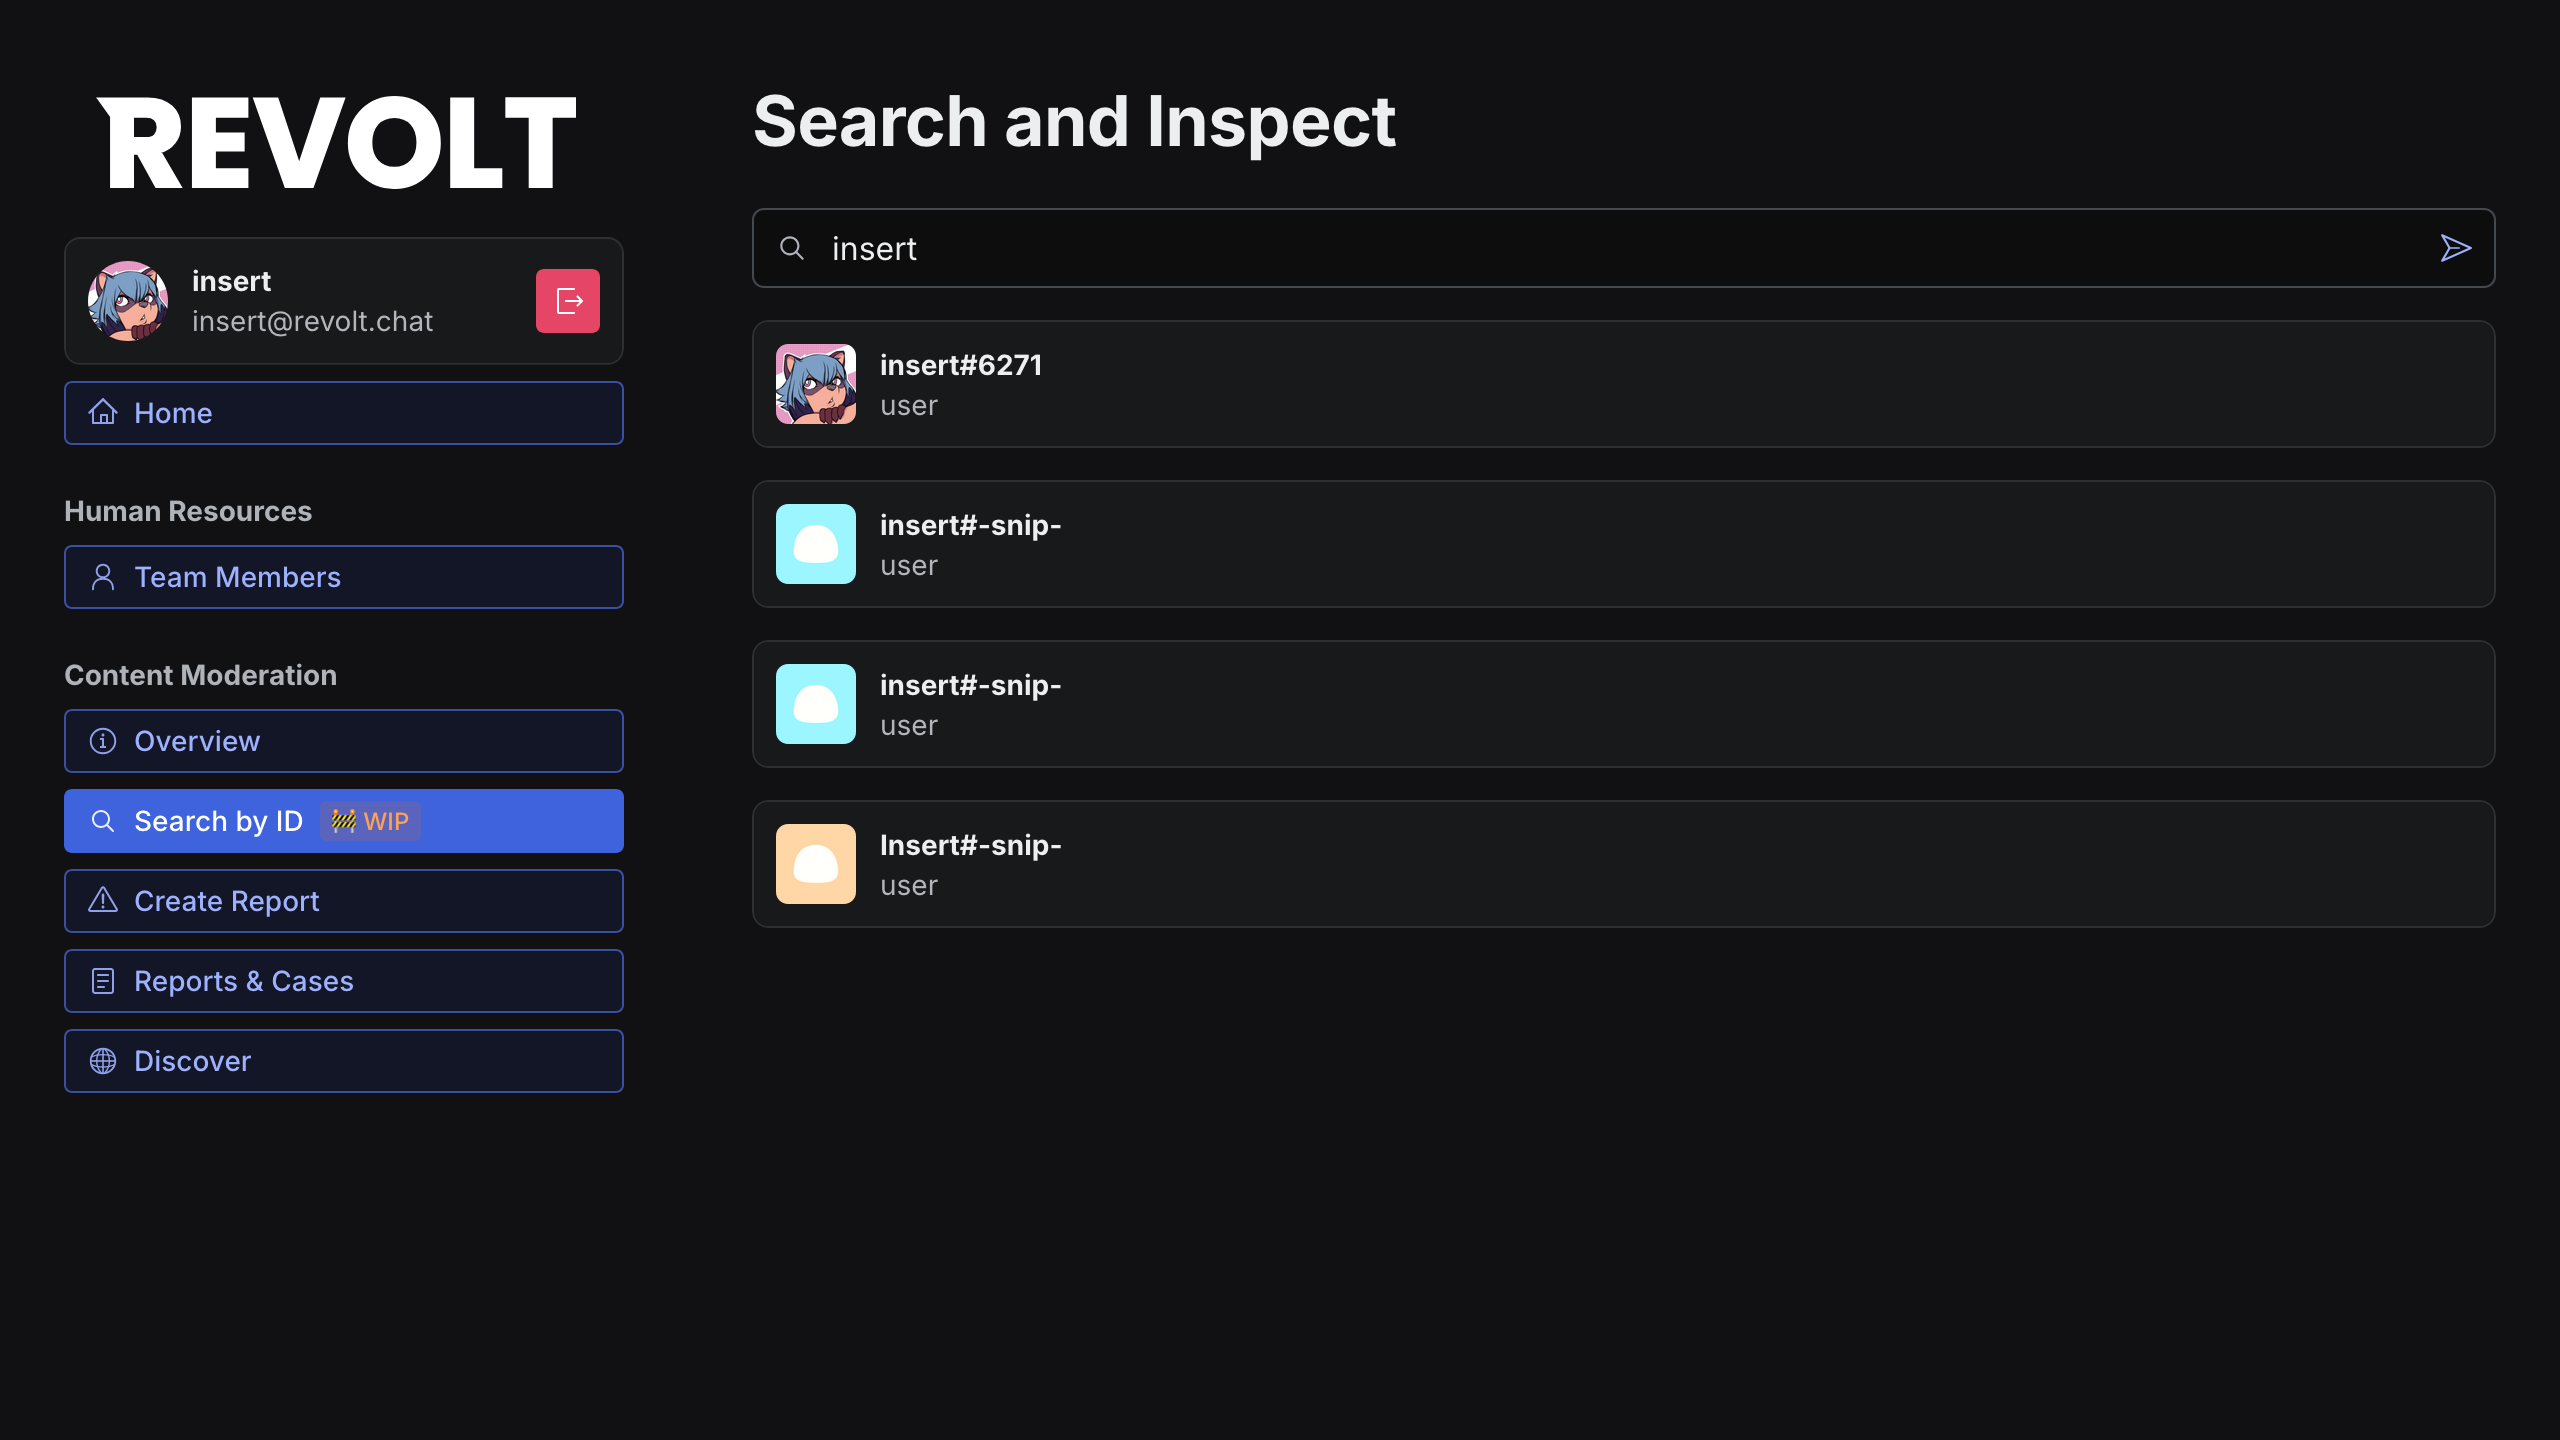 REVOLT
insert
insert@revolt.chat
Home
Human Resources
Team Members
Content Moderation
Overview
Search by ID 🚧 WIP
Create Report
Reports & Cases
Discover
Search and Inspect
insert
insert#6271
user
insert#-snip-
user
insert#-snip-
user
Insert#-snip-
user